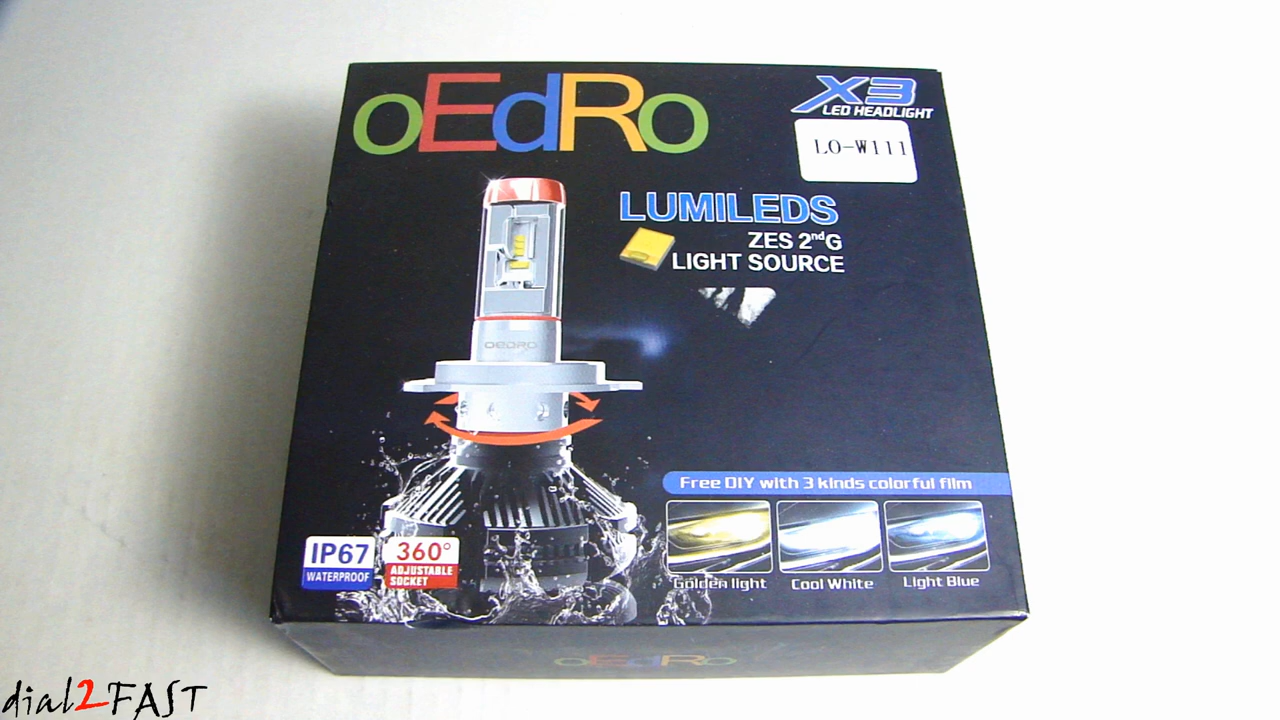 oEdRo
X3
LED HEADLIGHT
LO-W111
LUMILEDS
ZES 2ndG
LIGHT SOURCE
OEDRO
Free DIY with 3 kinds colorful film
Golden light
Cool White
Light Blue
IP67
WATERPROOF
360°
ADJUSTABLE
SOCKET
oEdRo
dial2FAST